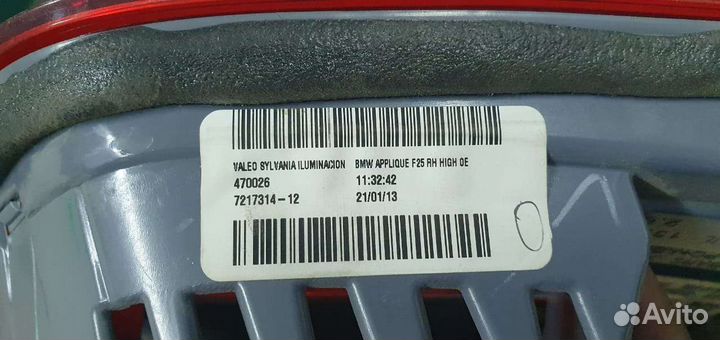 VALEO SYLVANIA ILUMINACION BMW APPLIQUE F25 RH HIGH OE
470026 11:32:42
7217314-12 21/01/13
Avito